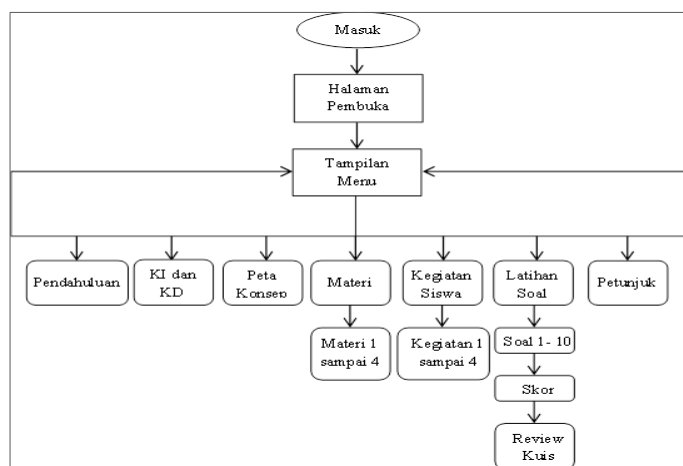 Masuk
Halaman
Pembuka
Tampilan
Menu
Pendahuluan
KI dan
KD
Peta
Konsep
Materi
Kegiatan
Siswa
Latihan
Soal
Petunjuk
Materi 1
sampai 4
Kegiatan 1
sampai 4
Soal 1- 10
Skor
Review
Kuis